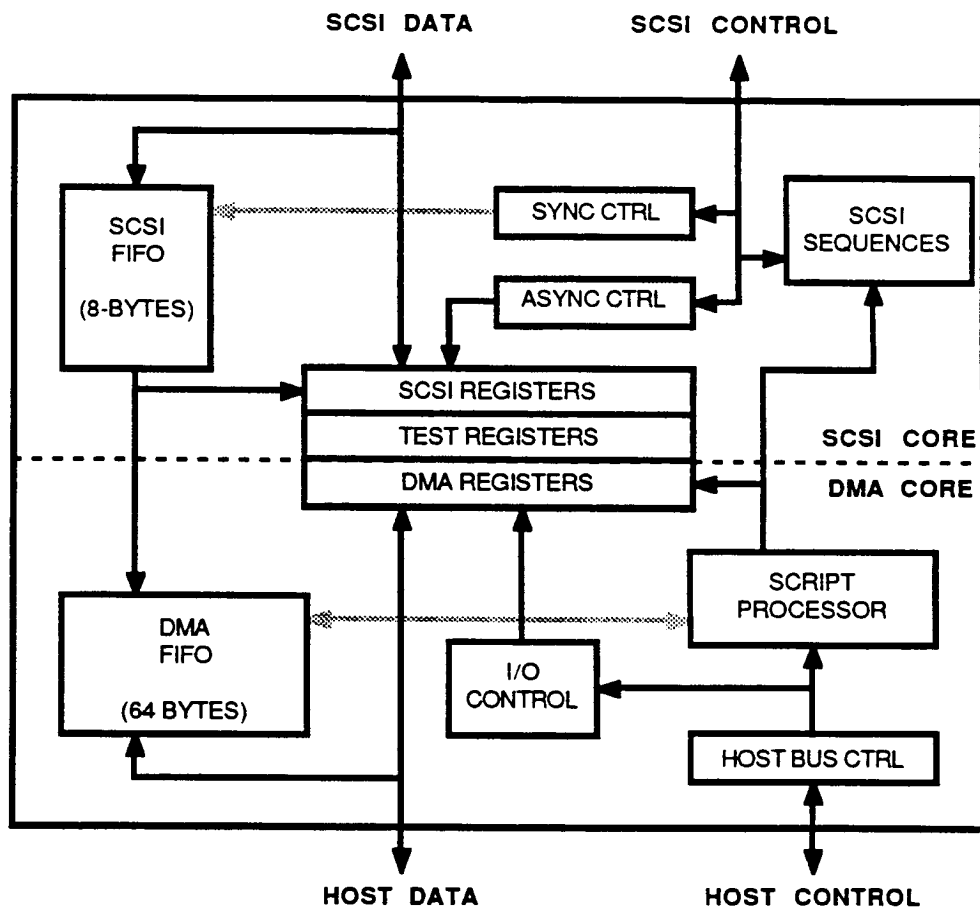 SCSI DATA
SCSI CONTROL
SCSI
FIFO
(8-BYTES)
SYNC CTRL
SCSI
SEQUENCES
ASYNC CTRL
SCSI REGISTERS
TEST REGISTERS
SCSI CORE
DMA REGISTERS
DMA CORE
DMA
FIFO
(64 BYTES)
SCRIPT
PROCESSOR
I/O
CONTROL
HOST BUS CTRL
HOST DATA
HOST CONTROL